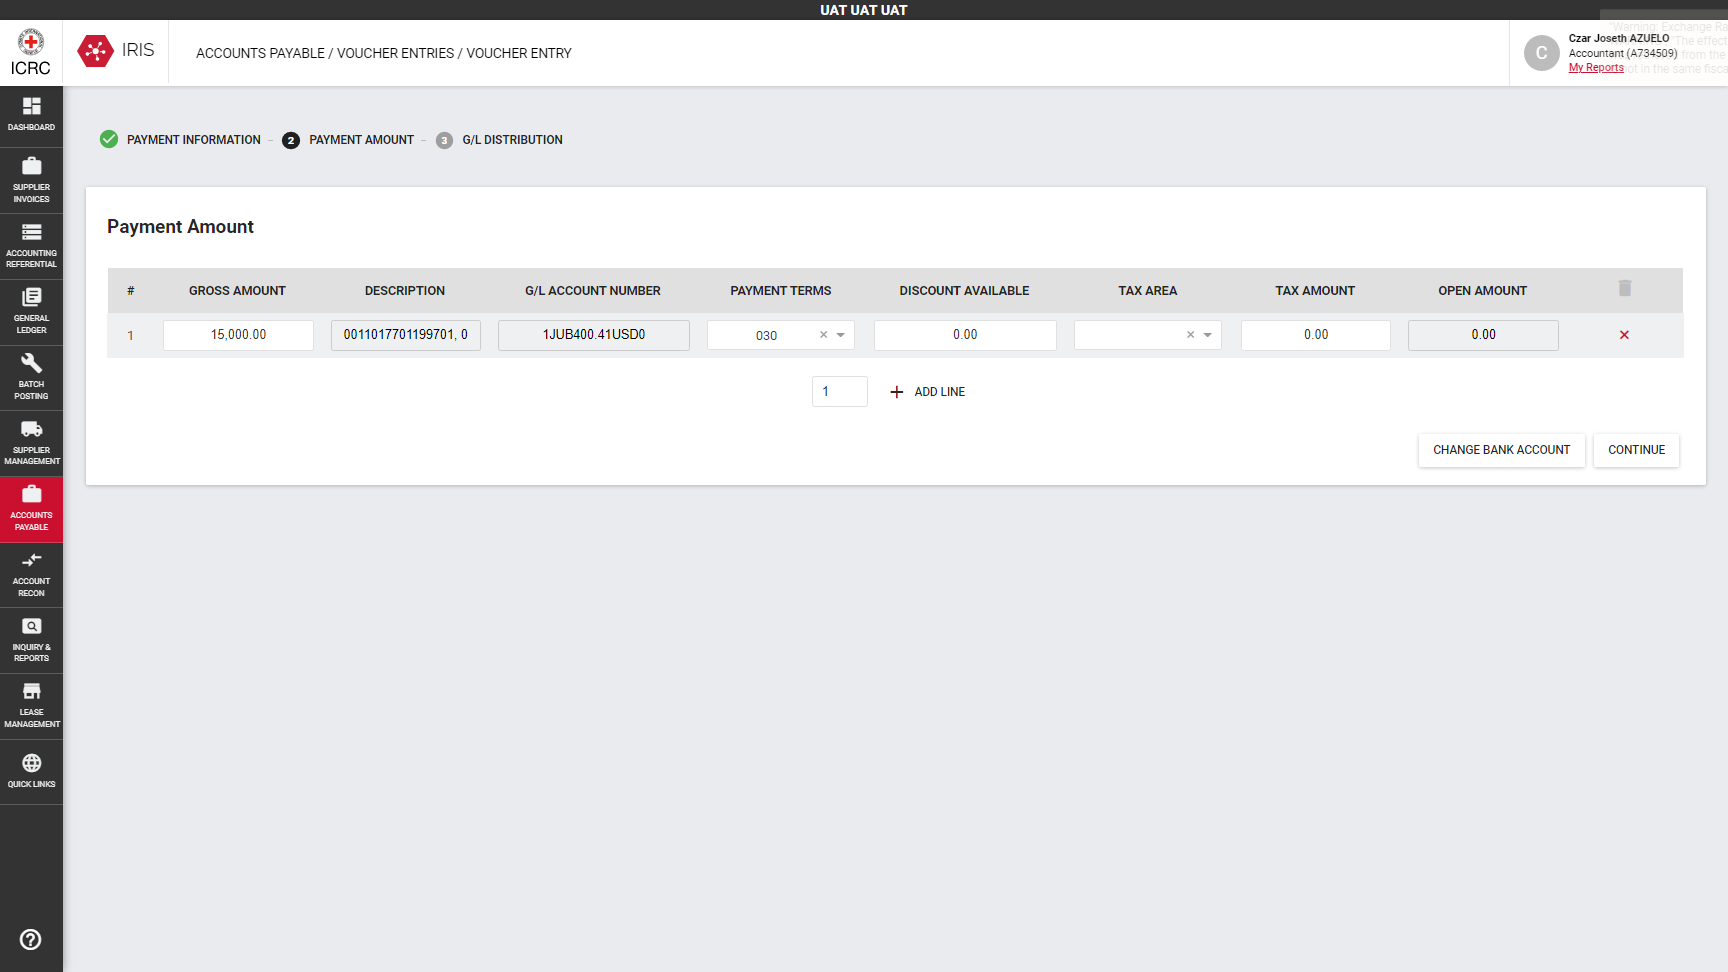 UAT UAT UAT
ICRC
IRIS
ACCOUNTS PAYABLE / VOUCHER ENTRIES / VOUCHER ENTRY
C
Czar Joseth AZUELO
Accountant (A734509)
My Reports
"Warning: Exchange Ra
"The effect
from the
not in the same fisca
DASHBOARD
SUPPLIER
INVOICES
ACCOUNTING
REFERENTIAL
GENERAL
LEDGER
BATCH
POSTING
SUPPLIER
MANAGEMENT
ACCOUNTS
PAYABLE
ACCOUNT
RECON
INQUIRY &
REPORTS
LEASE
MANAGEMENT
QUICK LINKS
PAYMENT INFORMATION - 2 PAYMENT AMOUNT - 3 G/L DISTRIBUTION
Payment Amount
# GROSS AMOUNT DESCRIPTION G/L ACCOUNT NUMBER PAYMENT TERMS DISCOUNT AVAILABLE TAX AREA TAX AMOUNT OPEN AMOUNT
1 15,000.00 0011017701199701, 0 1JUB400.41USD0 030 0.00 0.00 0.00
1 ADD LINE
CHANGE BANK ACCOUNT CONTINUE